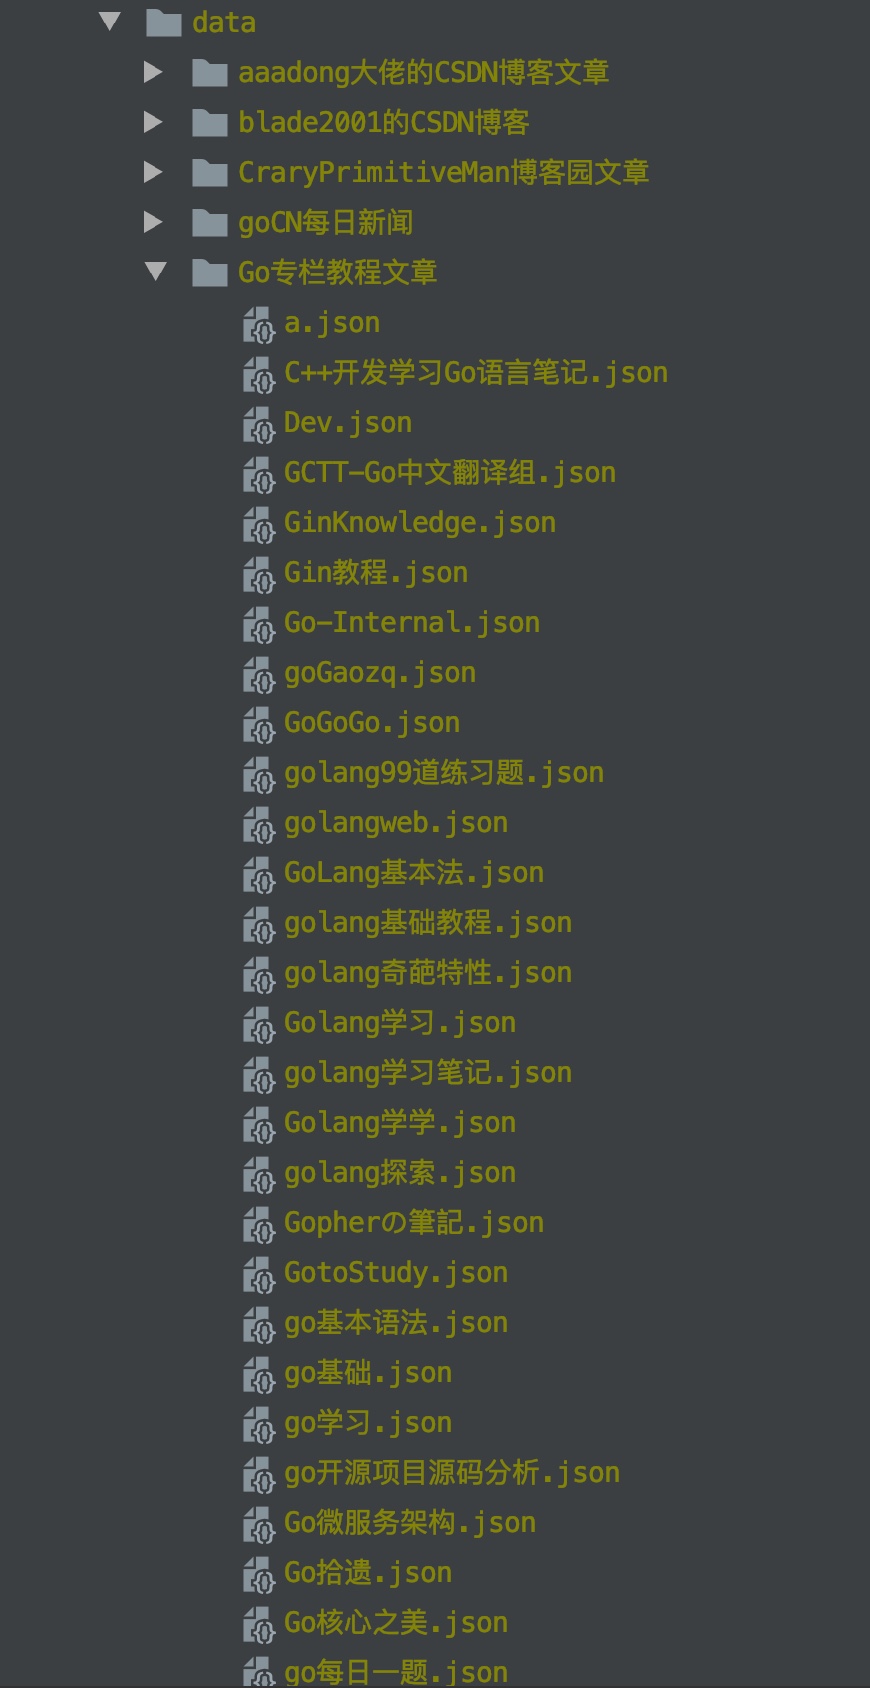 data
aaadong大佬的CSDN博客文章
blade2001的CSDN博客
CraryPrimitiveMan博客园文章
goCN每日新闻
Go专栏教程文章
a.json
C++开发学习Go语言笔记.json
Dev.json
GCTT-Go中文翻译组.json
GinKnowledge.json
Gin教程.json
Go-Internal.json
goGaozq.json
GoGoGo.json
golang99道练习题.json
golangweb.json
GoLang基本法.json
golang基础教程.json
golang奇葩特性.json
Golang学习.json
golang学习笔记.json
Golang学学.json
golang探索.json
Gopherの筆記.json
GotoStudy.json
go基本语法.json
go基础.json
go学习.json
go开源项目源码分析.json
Go微服务架构.json
Go拾遗.json
Go核心之美.json
go每日一题.json